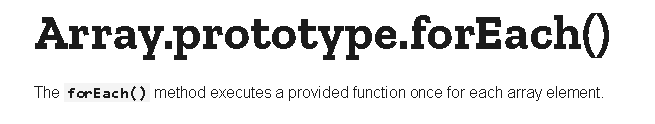 Array.prototype.forEach()
The forEach() method executes a provided function once for each array element.